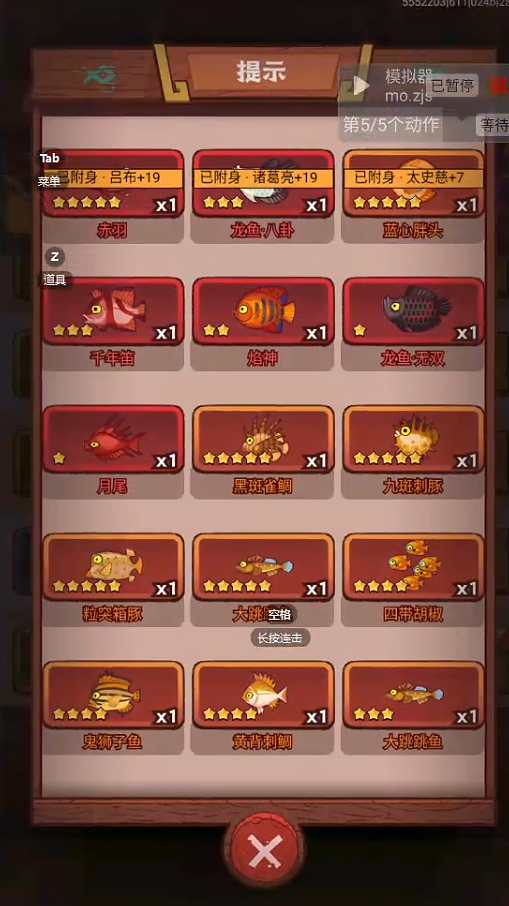 提示
模拟器
已暂停
mo.zjs
第5/5个动作
等待
Tab
菜单
已附身·吕布+19
已附身·诸葛亮+19
已附身·太史慈+7
x1
x1
x1
赤羽
龙鱼·八卦
蓝心胖头
Z
道具
x1
x1
x1
千年笛
焰神
龙鱼·无双
x1
x1
x1
月尾
黑斑雀鲷
九斑刺豚
x1
x1
x1
粒突箱豚
大跳
四带胡椒
空格
长按连击
x1
x1
x1
鬼狮子鱼
黄背刺鲷
大跳跳鱼